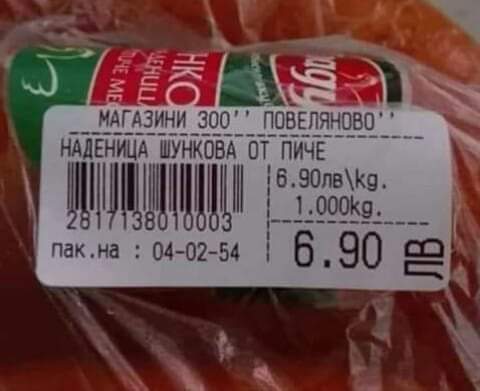 НКО
МАГАЗИНИ ЗОО'' ПОВЕЛЯНОВО''
НАДЕНИЦА ШУНКОВА ОТ ПИЧЕ
6.90лв\kg.
1.000kg.
2817138010003
пак.на : 04-02-54
6.90 ЛВ